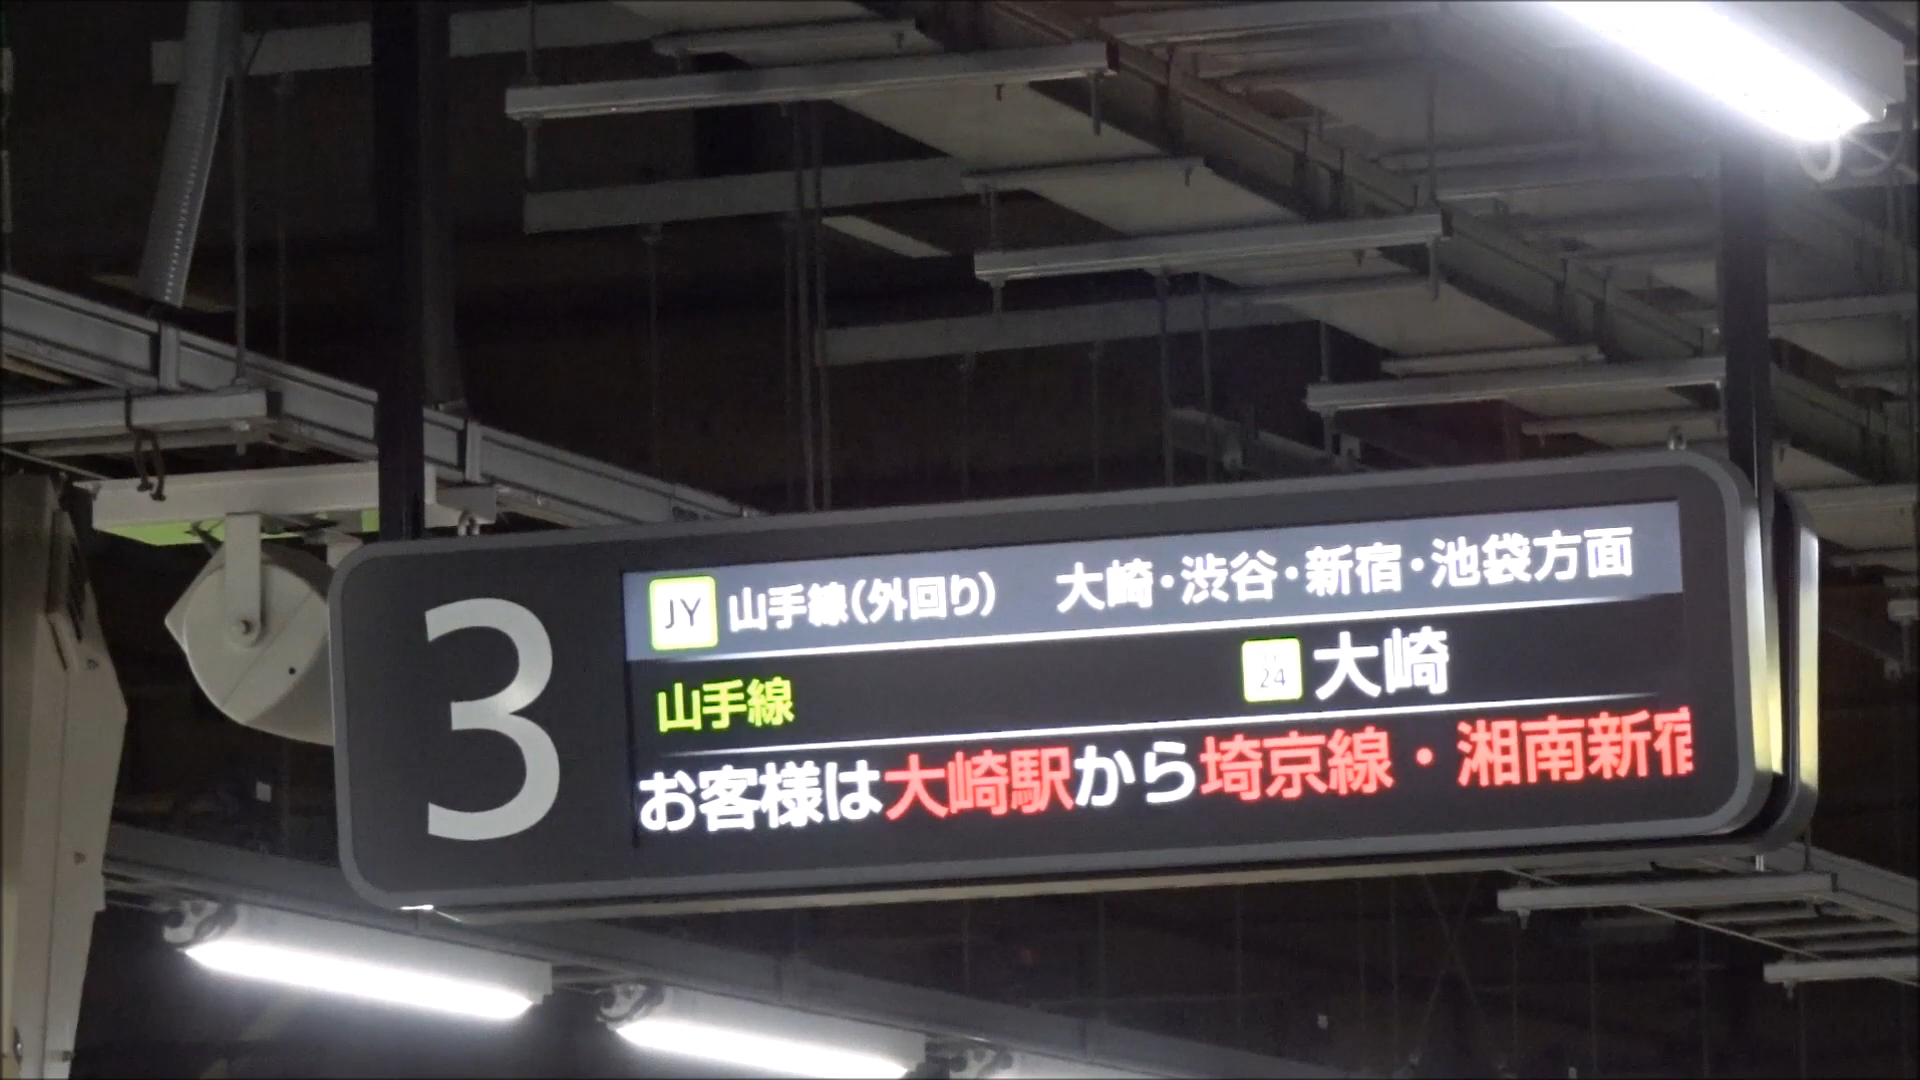 3
JY 山手線(外回り) 大崎・渋谷・新宿・池袋方面
山手線 24 大崎
お客様は大崎駅から埼京線・湘南新宿